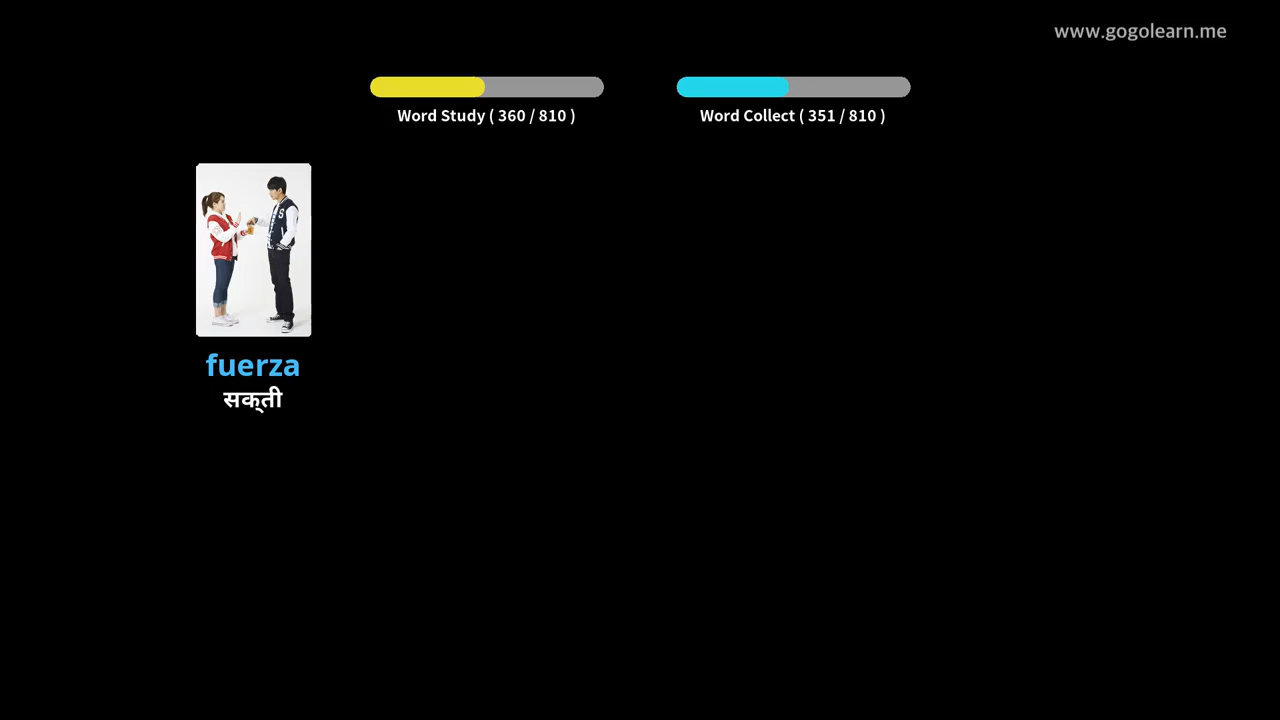 www.gogolearn.me
Word Study ( 360 / 810 )
Word Collect ( 351 / 810 )
fuerza
सक्ती